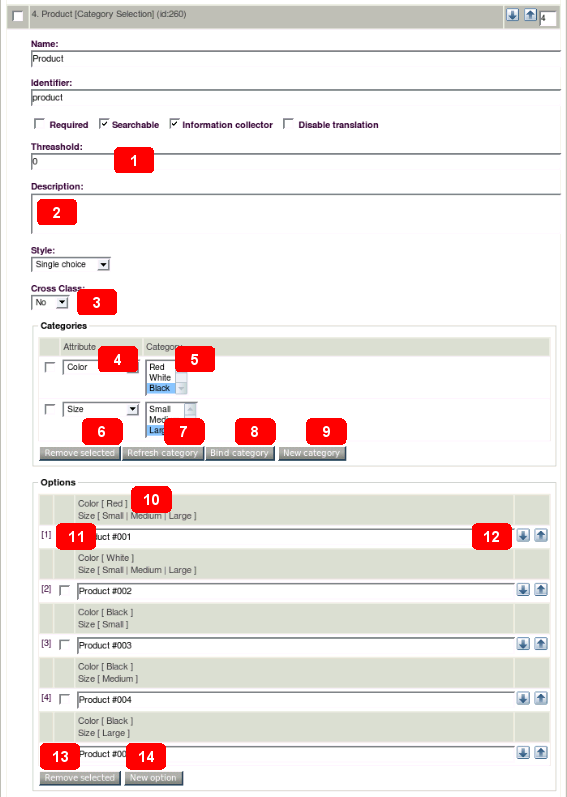 4. Product [Category Selection] (id:260)
4
Name:
Product
Identifier:
product
Required Searchable Information collector Disable translation
Threashold:
0
1
Description:
2
Style:
Single choice
Cross Class:
No
3
Categories
Attribute
4
5
Color
Red
White
Black
Size
Small
6 7 8 9
Remove selected Refresh category Bind category New category
Options
Color [ Red ]
10
Size [ Small | Medium | Large ]
[1] 11 #001 12
Color [ White ]
Size [ Small | Medium | Large ]
[2] Product #002
Color [ Black ]
Size [ Small ]
[3] Product #003
Color [ Black ]
Size [ Medium ]
[4] Product #004
Color [ Black ]
Size [ Large ]
13 Product 14
Remove selected New option